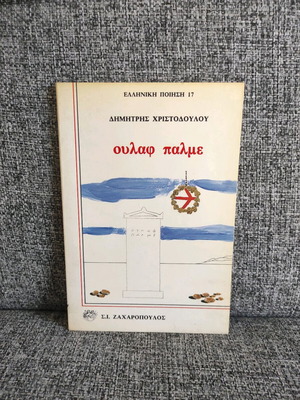 ΕΛΛΗΝΙΚΗ ΠΟΙΗΣΗ 17
ΔΗΜΗΤΡΗΣ ΧΡΙΣΤΟΔΟΥΛΟΥ
ουλαφ παλμε
Σ.Ι. ΖΑΧΑΡΟΠΟΥΛΟΣ